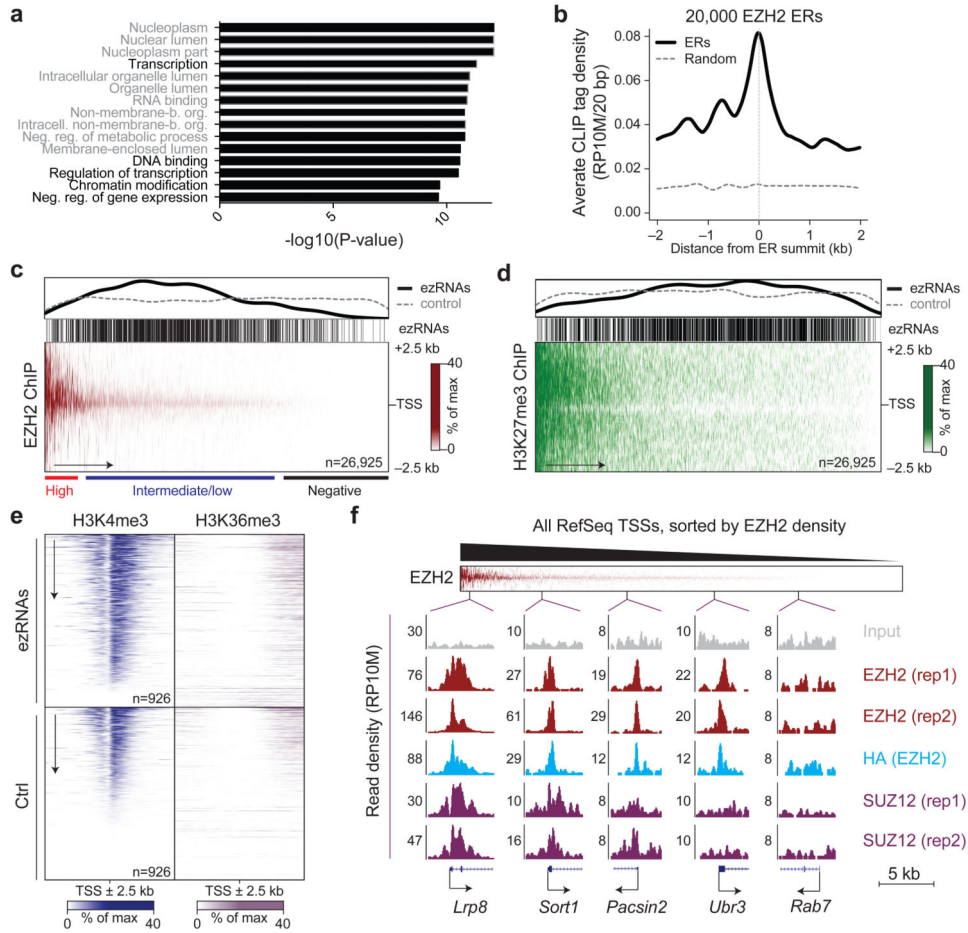 a
Nucleoplasm
Nuclear lumen
Nucleoplasm part
Transcription
Intracellular organelle lumen
Organelle lumen
RNA binding
Non-membrane-b. org.
Intracell. non-membrane-b. org.
Neg. reg. of metabolic process
Membrane-enclosed lumen
DNA binding
Regulation of transcription
Chromatin modification
Neg. reg. of gene expression
0 5 10
-log10(P-value)
b
20,000 EZH2 ERs
Averate CLIP tag density
(RP10M/20 bp)
0.08
0.06
0.04
0.02
0.00
ERs
Random
−2 −1 0 1 2
Distance from ER summit (kb)
c
ezRNAs
control
ezRNAs
EZH2 ChIP
+2.5 kb
TSS
−2.5 kb
40
% of max
0
n=26,925
High Intermediate/low Negative
d
ezRNAs
control
ezRNAs
H3K27me3 ChIP
+2.5 kb
TSS
−2.5 kb
40
% of max
0
n=26,925
e
H3K4me3 H3K36me3
ezRNAs
n=926
Ctrl
n=926
TSS ± 2.5 kb TSS ± 2.5 kb
% of max % of max
0 40 0 40
f
All RefSeq TSSs, sorted by EZH2 density
EZH2
Read density (RP10M)
30 10 8 10 8 Input
76 27 19 22 8 EZH2 (rep1)
146 61 29 20 8 EZH2 (rep2)
88 29 12 12 8 HA (EZH2)
30 10 8 10 8 SUZ12 (rep1)
47 16 8 10 8 SUZ12 (rep2)
5 kb
Lrp8 Sort1 Pacsin2 Ubr3 Rab7